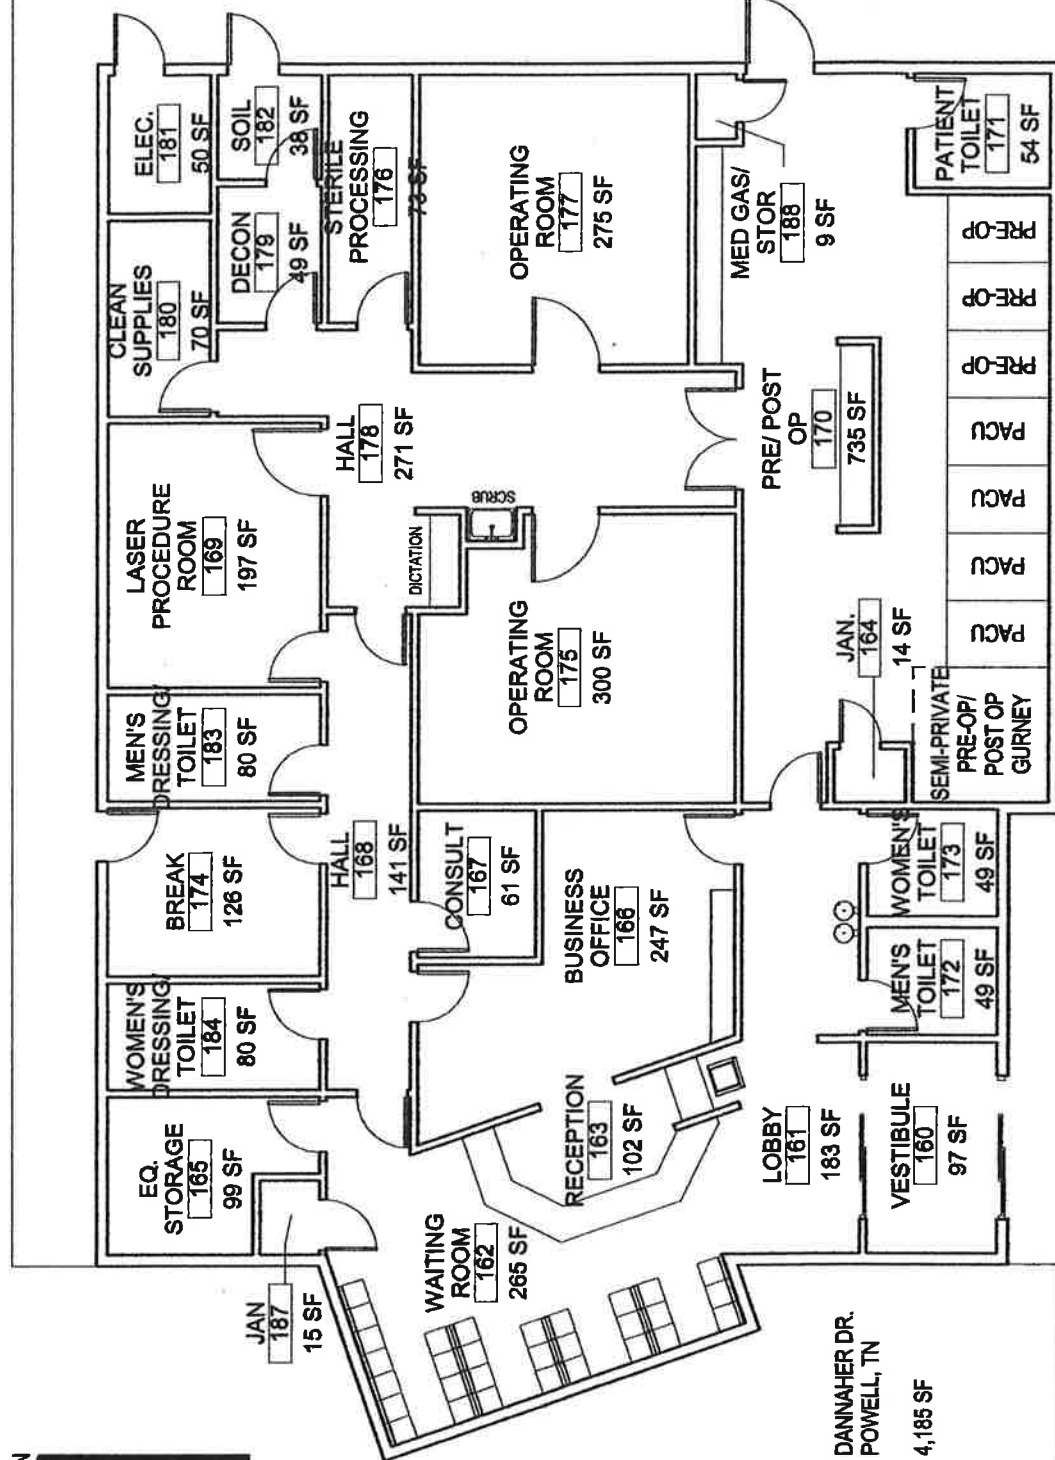 ELEC.
181
50 SF
SOIL
182
38 SF
CLEAN
SUPPLIES
180
70 SF
DECON
179
49 SF
STERILE
PROCESSING
176
73 SF
OPERATING
ROOM
177
275 SF
MED GAS/
STOR
188
9 SF
PATIENT
TOILET
171
54 SF
PRE-OP
PRE-OP
PRE-OP
PACU
PACU
PACU
PACU
SEMI-PRIVATE
PRE-OP/
POST OP
GURNEY
PRE/ POST
OP
170
735 SF
HALL
178
271 SF
SCRUB
DICTATION
LASER
PROCEDURE
ROOM
169
197 SF
OPERATING
ROOM
175
300 SF
JAN.
164
14 SF
MEN'S
DRESSING/
TOILET
183
80 SF
BREAK
174
126 SF
HALL
168
141 SF
CONSULT
167
61 SF
BUSINESS
OFFICE
166
247 SF
WOMEN'S
TOILET
173
49 SF
MEN'S
TOILET
172
49 SF
WOMEN'S
DRESSING/
TOILET
184
80 SF
EQ.
STORAGE
165
99 SF
RECEPTION
163
102 SF
LOBBY
161
183 SF
VESTIBULE
160
97 SF
WAITING
ROOM
162
265 SF
JAN
187
15 SF
DANNAHER DR.
POWELL, TN
4,185 SF